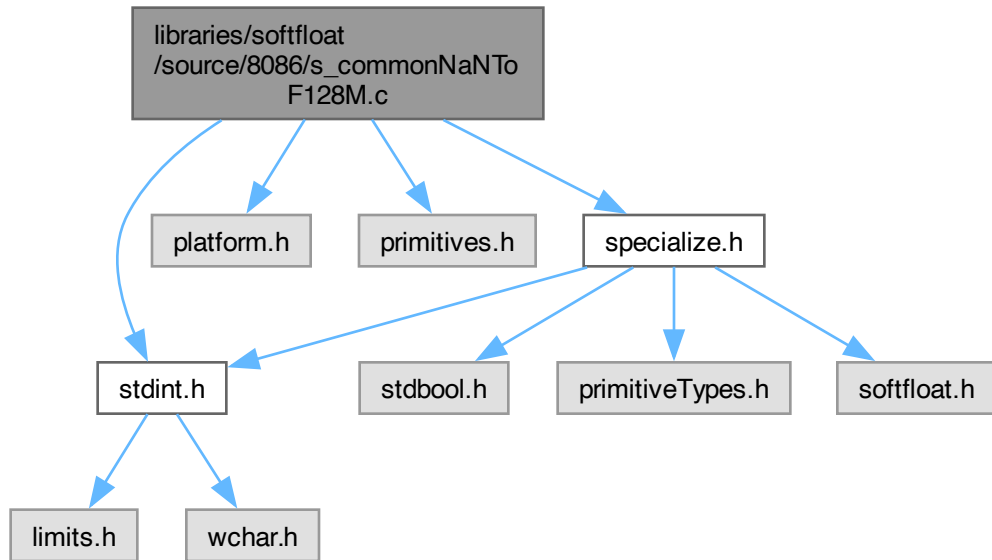 libraries/softfloat
/source/8086/s_commonNaNTo
F128M.c
platform.h
primitives.h
specialize.h
stdint.h
stdbool.h
primitiveTypes.h
softfloat.h
limits.h
wchar.h